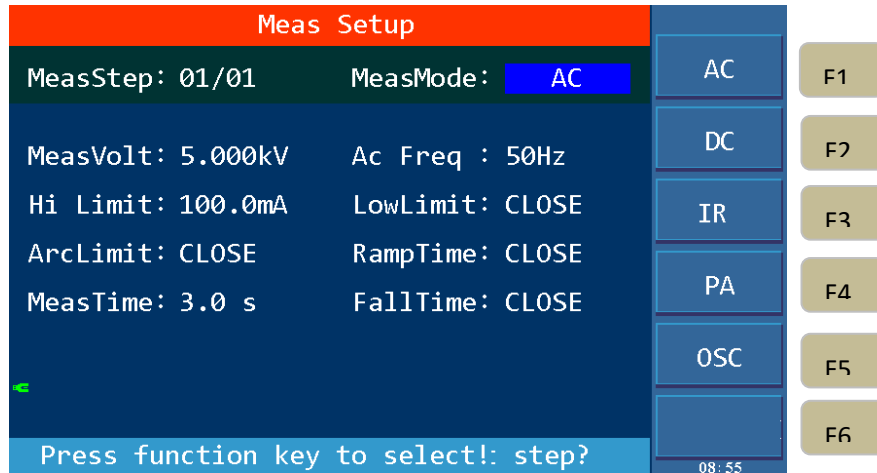 Meas Setup
MeasStep: 01/01 MeasMode: AC
MeasVolt: 5.000kV Ac Freq : 50Hz
Hi Limit: 100.0mA LowLimit: CLOSE
ArcLimit: CLOSE RampTime: CLOSE
MeasTime: 3.0 s FallTime: CLOSE
Press function key to select!: step?
AC
DC
IR
PA
OSC
08:55
F1
F2
F3
F4
F5
F6